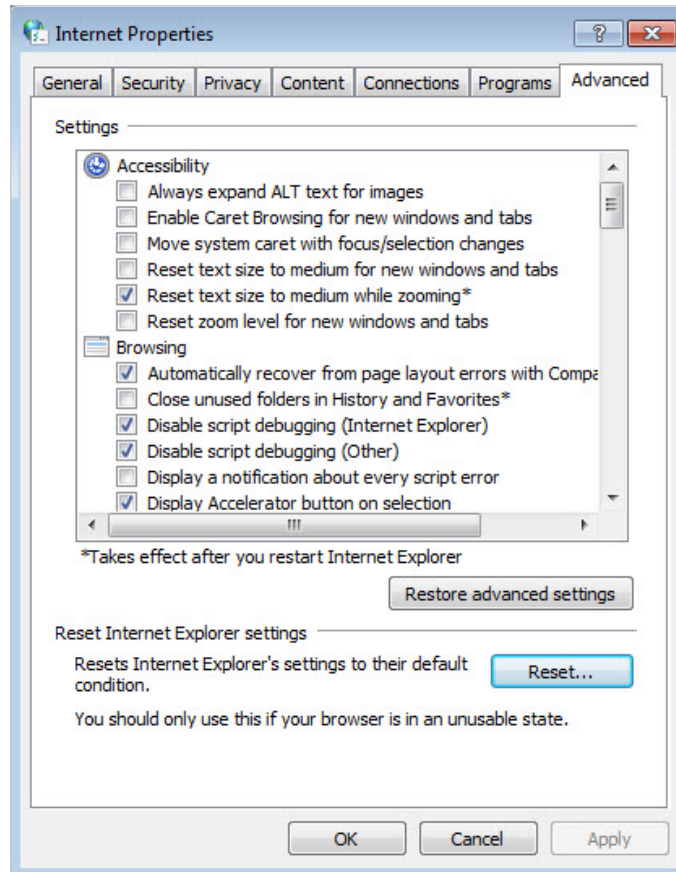 Internet Properties
General Security Privacy Content Connections Programs Advanced
Settings
Accessibility
Always expand ALT text for images
Enable Caret Browsing for new windows and tabs
Move system caret with focus/selection changes
Reset text size to medium for new windows and tabs
Reset text size to medium while zooming*
Reset zoom level for new windows and tabs
Browsing
Automatically recover from page layout errors with Compa
Close unused folders in History and Favorites*
Disable script debugging (Internet Explorer)
Disable script debugging (Other)
Display a notification about every script error
Display Accelerator button on selection
*Takes effect after you restart Internet Explorer
Restore advanced settings
Reset Internet Explorer settings
Resets Internet Explorer's settings to their default
condition.
Reset...
You should only use this if your browser is in an unusable state.
OK Cancel Apply